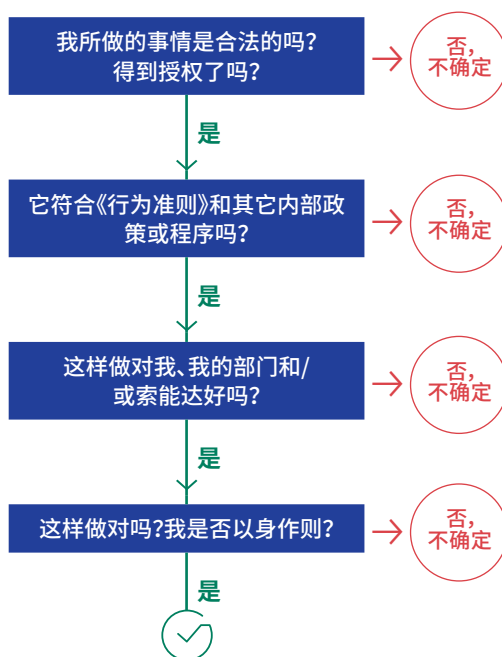 我所做的事情是合法的吗?
得到授权了吗?
否,
不确定
是
它符合《行为准则》和其它内部政
策或程序吗?
否,
不确定
是
这样做对我、我的部门和/
或索能达好吗?
否,
不确定
是
这样做对吗?我是否以身作则?
否,
不确定
是